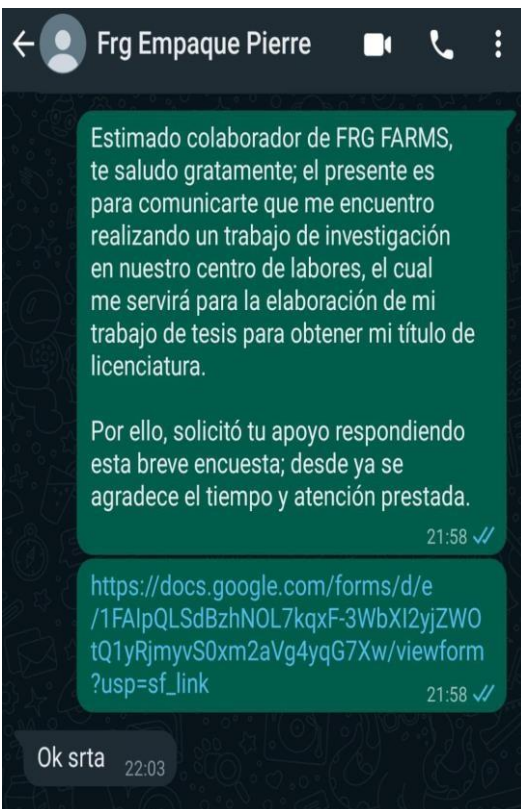 Frg Empaque Pierre
Estimado colaborador de FRG FARMS,
te saludo gratamente; el presente es
para comunicarte que me encuentro
realizando un trabajo de investigación
en nuestro centro de labores, el cual
me servirá para la elaboración de mi
trabajo de tesis para obtener mi título de
licenciatura.
Por ello, solicitó tu apoyo respondiendo
esta breve encuesta; desde ya se
agradece el tiempo y atención prestada.
21:58
https://docs.google.com/forms/d/e
/1FAIpQLSdBzhNOL7kqxF-3WbXI2yjZWO
tQ1yRjmyvS0xm2aVg4yqG7Xw/viewform
?usp=sf_link
21:58
Ok srta 22:03